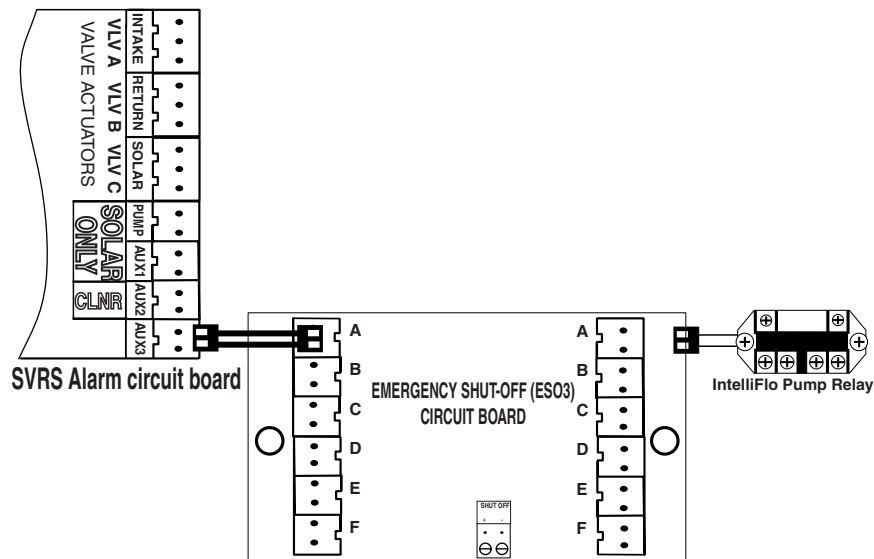 VLV A VLV B VLV C
VALVE ACTUATORS
INTAKE
RETURN
SOLAR
PUMP
AUX1
AUX2
AUX3
SOLAR
ONLY
CLNR
SVRS Alarm circuit board
A
B
C
D
E
F
EMERGENCY SHUT-OFF (ESO3)
CIRCUIT BOARD
SHUT OFF
+ -
A
B
C
D
E
F
IntelliFlo Pump Relay